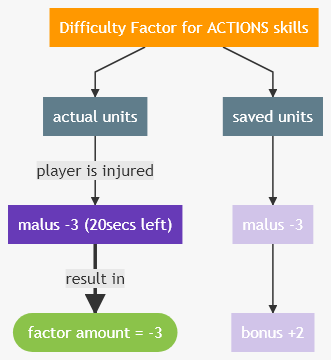 Difficulty Factor for ACTIONS skills
actual units
saved units
player is injured
malus -3 (20secs left)
malus -3
result in
factor amount = -3
bonus +2